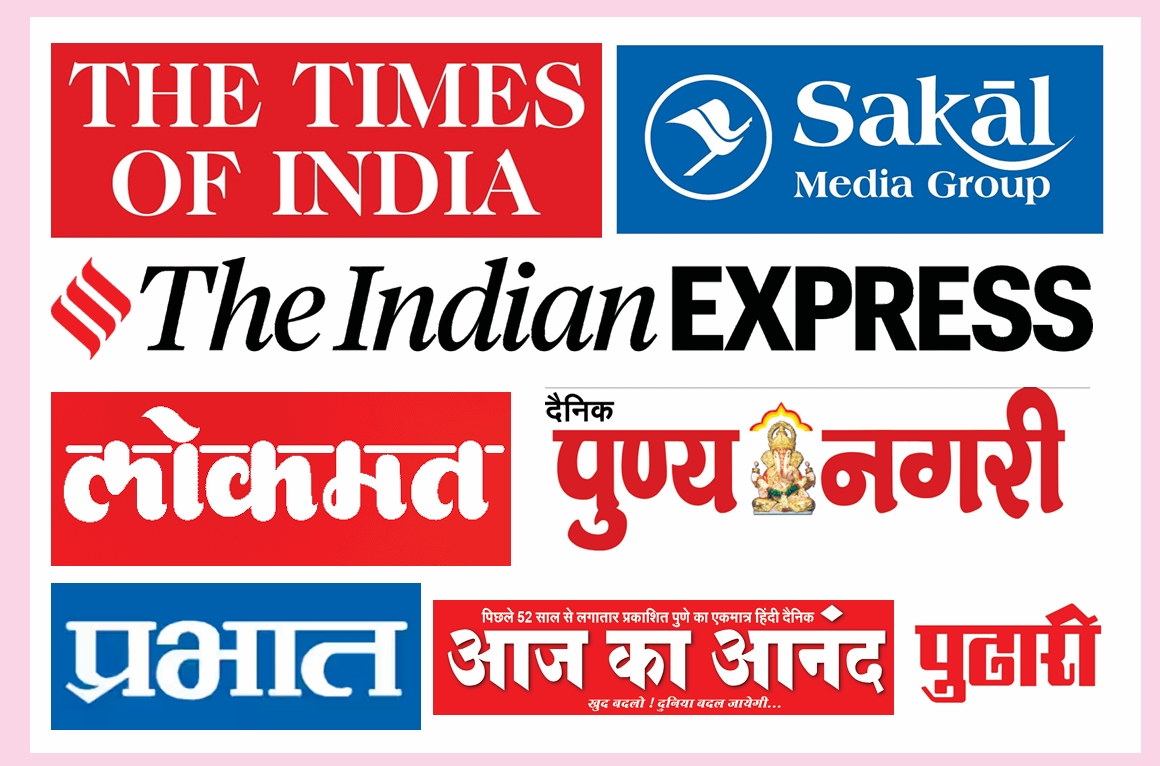 THE TIMES
OF INDIA
Sakāl
Media Group
The Indian EXPRESS
लोकमत
दैनिक
पुण्य नगरी
प्रभात
पिछले 52 साल से लगातार प्रकाशित पुणे का एकमात्र हिंदी दैनिक
आज का आनंद
खुद बदलो ! दुनिया बदल जायेगी...
पुढारी